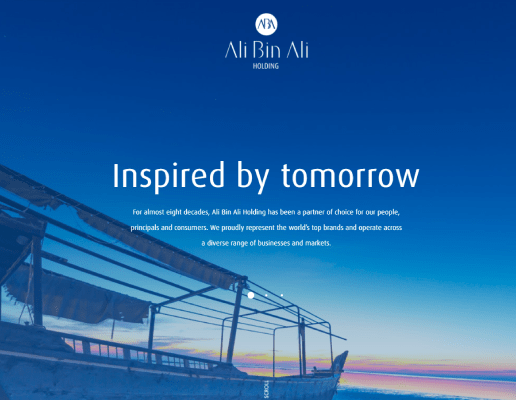 ABA
Ali Bin Ali
HOLDING
Inspired by tomorrow
For almost eight decades, Ali Bin Ali Holding has been a partner of choice for our people,
principals and consumers. We proudly represent the world's top brands and operate across
a diverse range of businesses and markets.